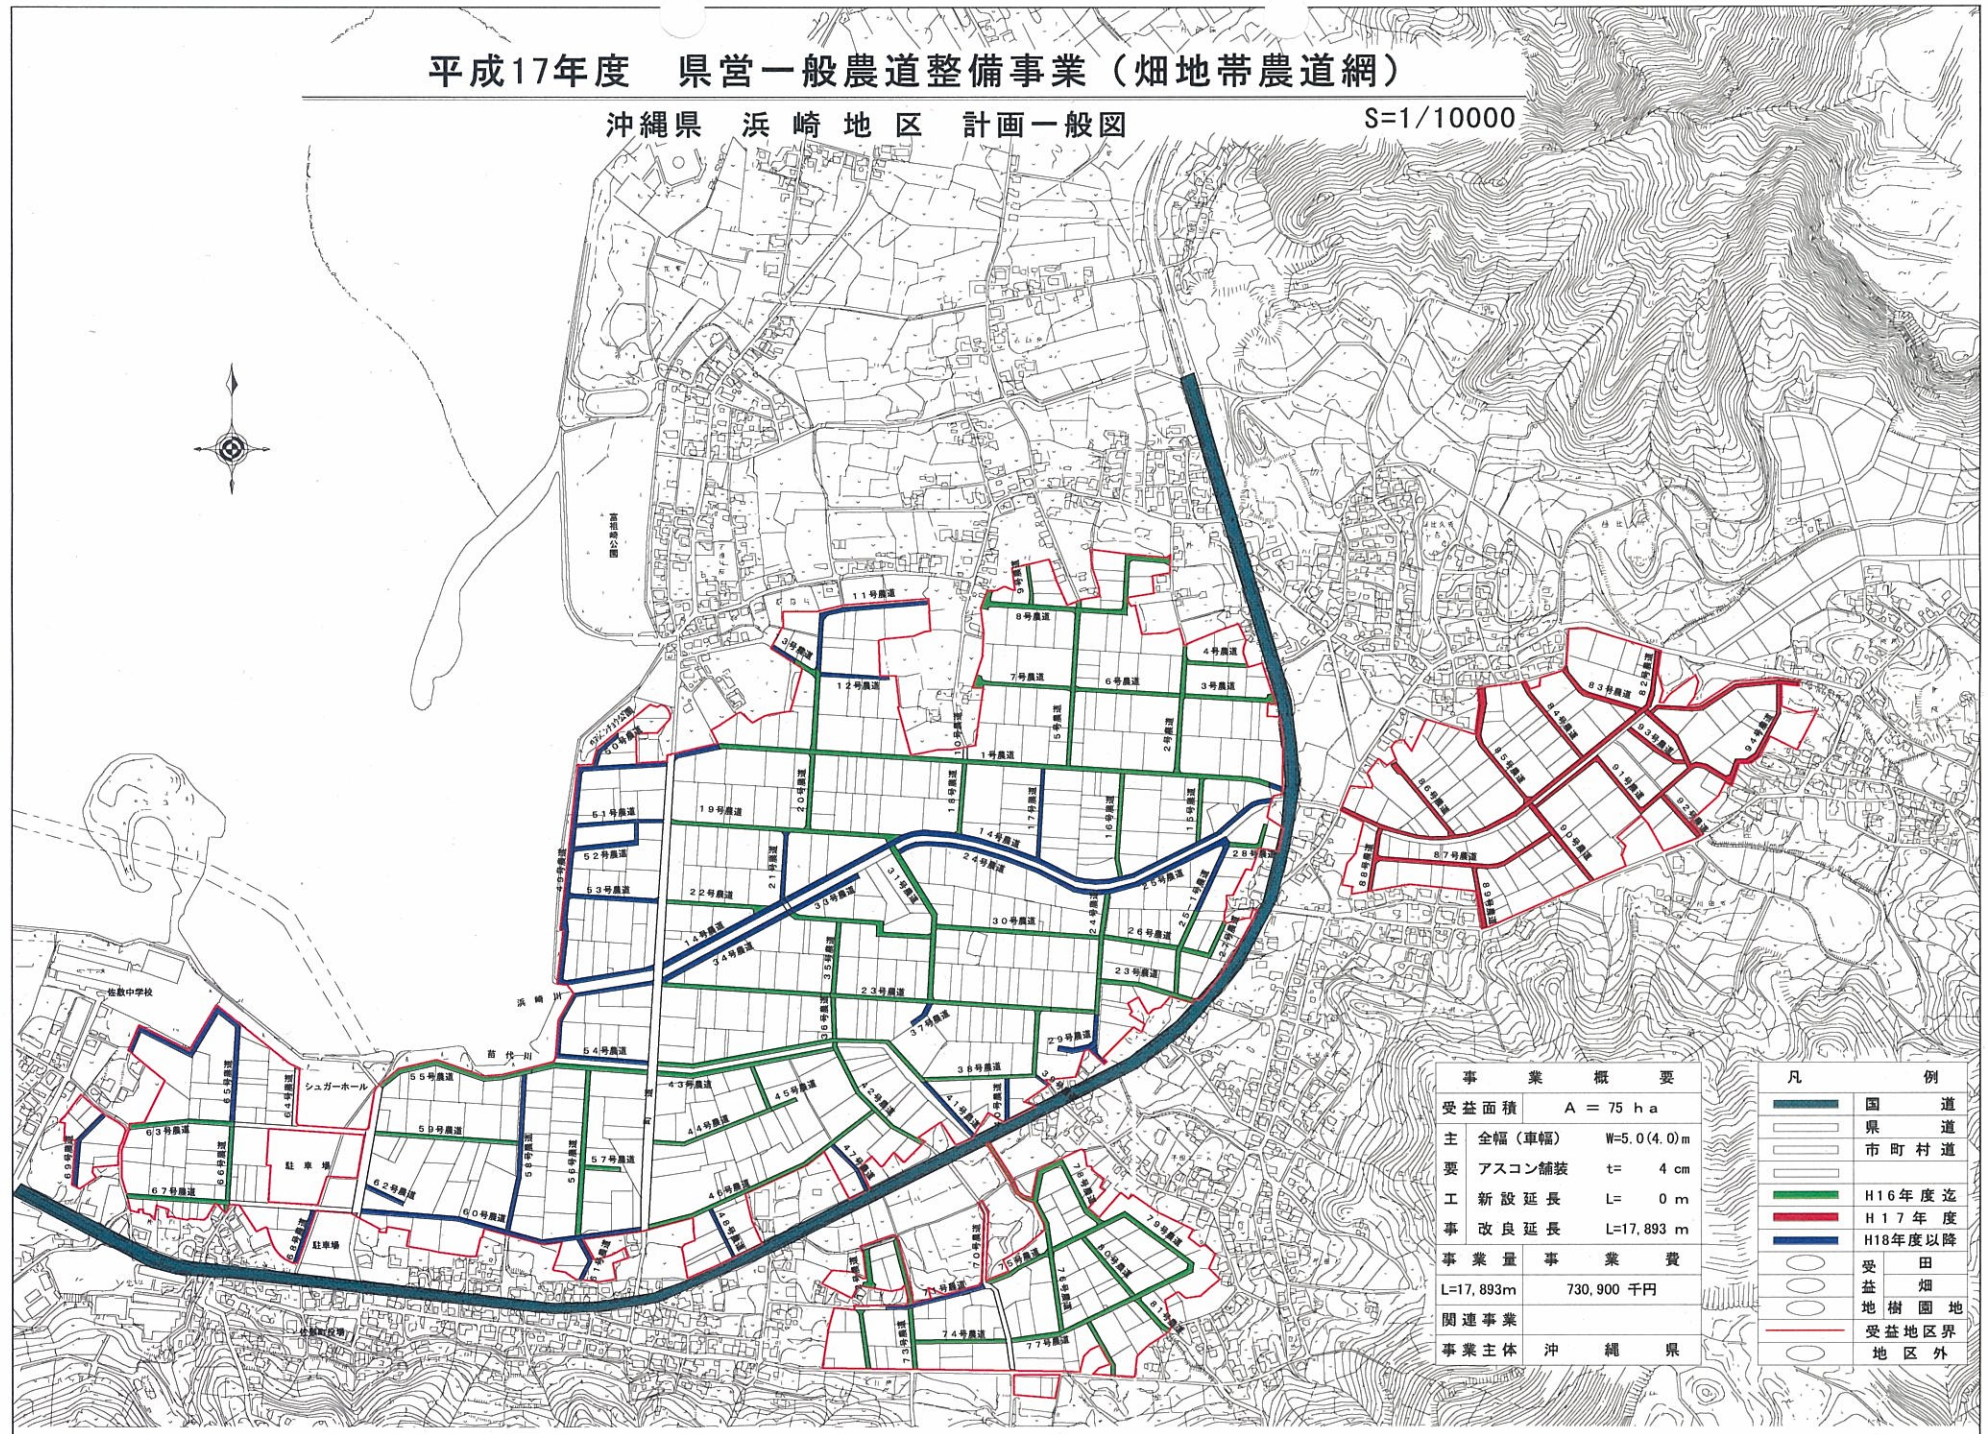 平成17年度　県営一般農道整備事業（畑地帯農道網）
沖縄県　浜崎地区　計画一般図
S=1/10000
富祖崎公園
9号農道
11号農道
8号農道
3号農道
4号農道
12号農道
7号農道
6号農道
3号農道
10号農道
5号農道
2号農道
1号農道
50号農道
51号農道
19号農道
20号農道
18号農道
17号農道
16号農道
15号農道
14号農道
28号農道
52号農道
49号農道
53号農道
22号農道
21号農道
33号農道
31号農道
24号農道
25号農道
25-1号農道
30号農道
24号農道
26号農道
27号農道
14号農道
34号農道
35号農道
23号農道
23号農道
36号農道
37号農道
29号農道
38号農道
82号農道
83号農道
84号農道
93号農道
94号農道
85号農道
91号農道
86号農道
92号農道
90号農道
87号農道
88号農道
89号農道
佐敷中学校
浜崎川
苗代川
54号農道
シュガーホール
55号農道
43号農道
45号農道
42号農道
41号農道
65号農道
64号農道
63号農道
59号農道
44号農道
58号農道
56号農道
57号農道
47号農道
66号農道
69号農道
駐車場
67号農道
62号農道
60号農道
46号農道
48号農道
68号農道
駐車場
佐敷町役場
78号農道
79号農道
70号農道
75号農道
80号農道
76号農道
71号農道
81号農道
73号農道
74号農道
77号農道
事業概要
受益面積　A = 75 ha
主要工事
全幅（車幅）　W=5.0(4.0)m
アスコン舗装　t=　4 cm
新設延長　L=　0 m
改良延長　L=17,893 m
事業量　事業費
L=17,893m　730,900 千円
関連事業
事業主体　沖縄県
凡例
国道
県道
市町村道
H16年度迄
H17年度
H18年度以降
受益地
田
畑
樹園地
受益地区界
地区外